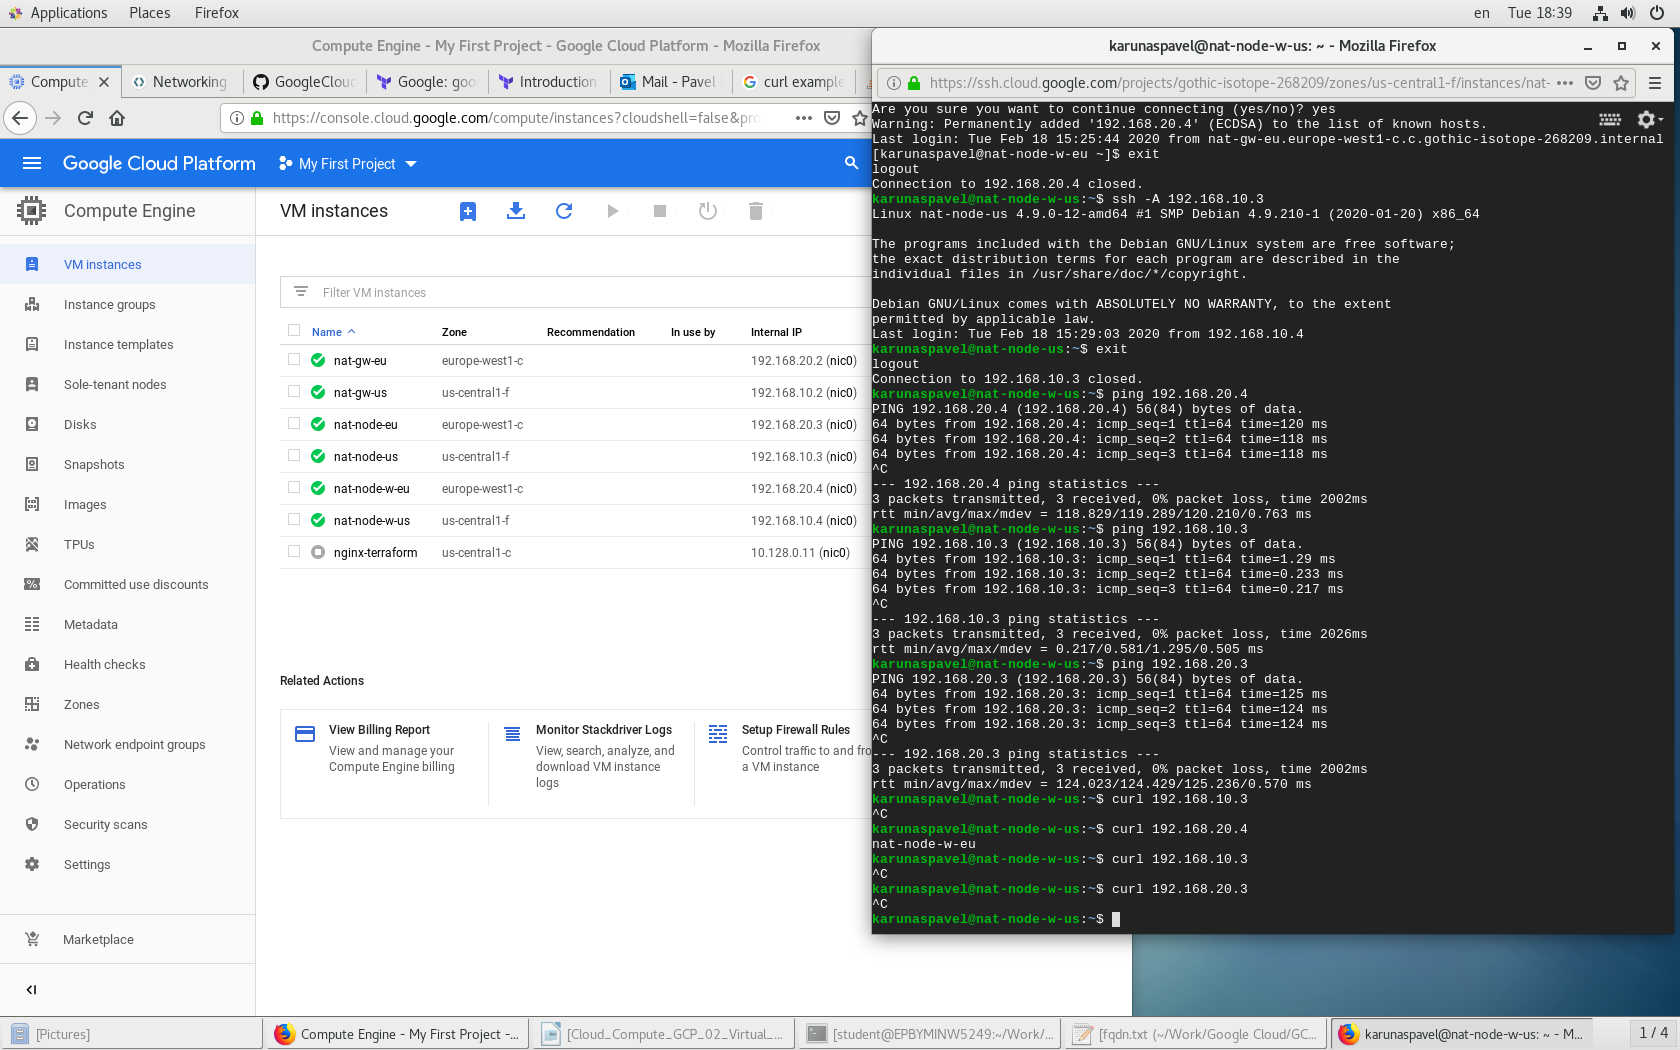 Applications Places Firefox
en Tue 18:39
Compute Engine - My First Project - Google Cloud Platform - Mozilla Firefox
Compute
Networking
GoogleClou
Google: goo
Introduction
Mail - Pavel
curl example
https://console.cloud.google.com/compute/instances?cloudshell=false&pro
Google Cloud Platform
My First Project
Compute Engine
VM instances
Instance groups
Instance templates
Sole-tenant nodes
Disks
Snapshots
Images
TPUs
Committed use discounts
Metadata
Health checks
Zones
Network endpoint groups
Operations
Security scans
Settings
Marketplace
VM instances
Filter VM instances
Name Zone Recommendation In use by Internal IP
nat-gw-eu europe-west1-c 192.168.20.2 (nic0)
nat-gw-us us-central1-f 192.168.10.2 (nic0)
nat-node-eu europe-west1-c 192.168.20.3 (nic0)
nat-node-us us-central1-f 192.168.10.3 (nic0)
nat-node-w-eu europe-west1-c 192.168.20.4 (nic0)
nat-node-w-us us-central1-f 192.168.10.4 (nic0)
nginx-terraform us-central1-c 10.128.0.11 (nic0)
Related Actions
View Billing Report
View and manage your
Compute Engine billing
Monitor Stackdriver Logs
View, search, analyze, and
download VM instance
logs
Setup Firewall Rules
Control traffic to and fro
a VM instance
karunaspavel@nat-node-w-us: ~ - Mozilla Firefox
https://ssh.cloud.google.com/projects/gothic-isotope-268209/zones/us-central1-f/instances/nat-
Are you sure you want to continue connecting (yes/no)? yes
Warning: Permanently added '192.168.20.4' (ECDSA) to the list of known hosts.
Last login: Tue Feb 18 15:25:44 2020 from nat-gw-eu.europe-west1-c.c.gothic-isotope-268209.internal
[karunaspavel@nat-node-w-eu ~]$ exit
logout
Connection to 192.168.20.4 closed.
karunaspavel@nat-node-w-us:~$ ssh -A 192.168.10.3
Linux nat-node-us 4.9.0-12-amd64 #1 SMP Debian 4.9.210-1 (2020-01-20) x86_64
The programs included with the Debian GNU/Linux system are free software;
the exact distribution terms for each program are described in the
individual files in /usr/share/doc/*/copyright.
Debian GNU/Linux comes with ABSOLUTELY NO WARRANTY, to the extent
permitted by applicable law.
Last login: Tue Feb 18 15:29:03 2020 from 192.168.10.4
karunaspavel@nat-node-us:~$ exit
logout
Connection to 192.168.10.3 closed.
karunaspavel@nat-node-w-us:~$ ping 192.168.20.4
PING 192.168.20.4 (192.168.20.4) 56(84) bytes of data.
64 bytes from 192.168.20.4: icmp_seq=1 ttl=64 time=120 ms
64 bytes from 192.168.20.4: icmp_seq=2 ttl=64 time=118 ms
64 bytes from 192.168.20.4: icmp_seq=3 ttl=64 time=118 ms
^C
--- 192.168.20.4 ping statistics ---
3 packets transmitted, 3 received, 0% packet loss, time 2002ms
rtt min/avg/max/mdev = 118.829/119.289/120.210/0.763 ms
karunaspavel@nat-node-w-us:~$ ping 192.168.10.3
PING 192.168.10.3 (192.168.10.3) 56(84) bytes of data.
64 bytes from 192.168.10.3: icmp_seq=1 ttl=64 time=1.29 ms
64 bytes from 192.168.10.3: icmp_seq=2 ttl=64 time=0.233 ms
64 bytes from 192.168.10.3: icmp_seq=3 ttl=64 time=0.217 ms
^C
--- 192.168.10.3 ping statistics ---
3 packets transmitted, 3 received, 0% packet loss, time 2026ms
rtt min/avg/max/mdev = 0.217/0.581/1.295/0.505 ms
karunaspavel@nat-node-w-us:~$ ping 192.168.20.3
PING 192.168.20.3 (192.168.20.3) 56(84) bytes of data.
64 bytes from 192.168.20.3: icmp_seq=1 ttl=64 time=125 ms
64 bytes from 192.168.20.3: icmp_seq=2 ttl=64 time=124 ms
64 bytes from 192.168.20.3: icmp_seq=3 ttl=64 time=124 ms
^C
--- 192.168.20.3 ping statistics ---
3 packets transmitted, 3 received, 0% packet loss, time 2002ms
rtt min/avg/max/mdev = 124.023/124.429/125.236/0.570 ms
karunaspavel@nat-node-w-us:~$ curl 192.168.10.3
^C
karunaspavel@nat-node-w-us:~$ curl 192.168.20.4
nat-node-w-eu
karunaspavel@nat-node-w-us:~$ curl 192.168.10.3
^C
karunaspavel@nat-node-w-us:~$ curl 192.168.20.3
^C
karunaspavel@nat-node-w-us:~$
[Pictures]
Compute Engine - My First Project -...
[Cloud_Compute_GCP_02_Virtual_...
[student@EPBYMINW5249:~/Work/...
[fqdn.txt (~/Work/Google Cloud/GC...
karunaspavel@nat-node-w-us: ~ - M...
1 / 4